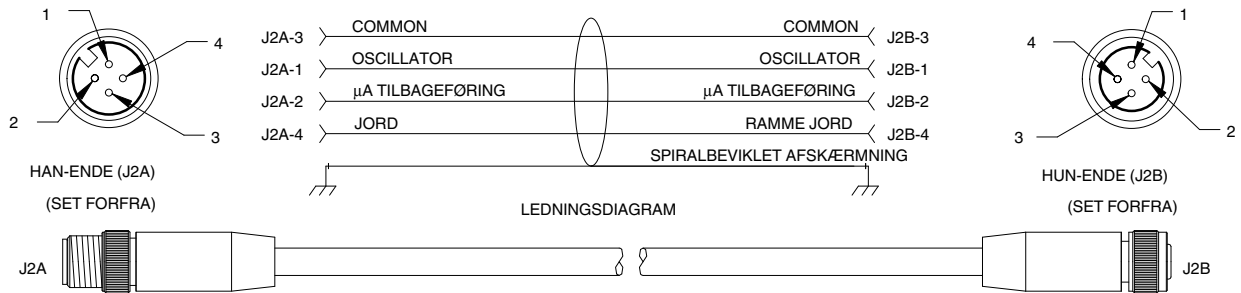 1
4
2
3
HAN-ENDE (J2A)
(SET FORFRA)
J2A-3 COMMON COMMON J2B-3
J2A-1 OSCILLATOR OSCILLATOR J2B-1
J2A-2 µA TILBAGEFØRING µA TILBAGEFØRING J2B-2
J2A-4 JORD RAMME JORD J2B-4
SPIRALBEVIKLET AFSKÆRMNING
LEDNINGSDIAGRAM
1
4
3
2
HUN-ENDE (J2B)
(SET FORFRA)
J2A
J2B